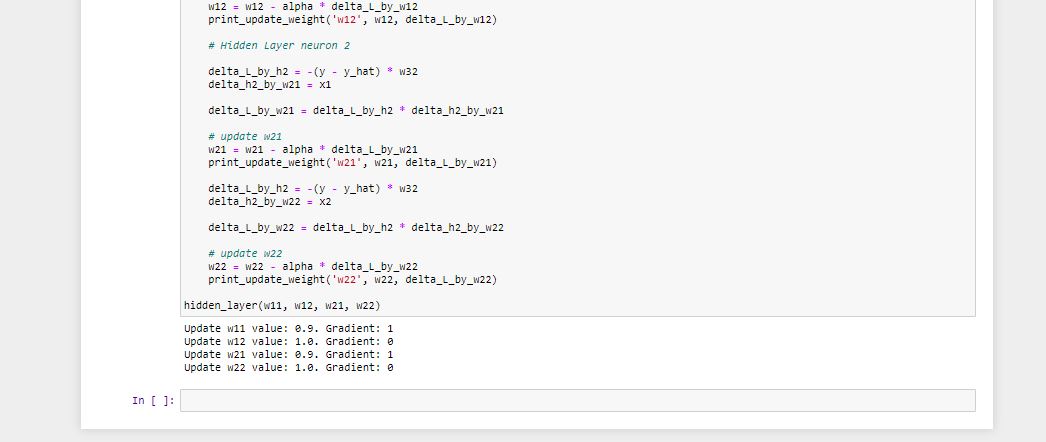 w12 = w12 - alpha * delta_L_by_w12
print_update_weight('w12', w12, delta_L_by_w12)
# Hidden Layer neuron 2
delta_L_by_h2 = -(y - y_hat) * w32
delta_h2_by_w21 = x1
delta_L_by_w21 = delta_L_by_h2 * delta_h2_by_w21
# update w21
w21 = w21 - alpha * delta_L_by_w21
print_update_weight('w21', w21, delta_L_by_w21)
delta_L_by_h2 = -(y - y_hat) * w32
delta_h2_by_w22 = x2
delta_L_by_w22 = delta_L_by_h2 * delta_h2_by_w22
# update w22
w22 = w22 - alpha * delta_L_by_w22
print_update_weight('w22', w22, delta_L_by_w22)
hidden_layer(w11, w12, w21, w22)
Update w11 value: 0.9. Gradient: 1
Update w12 value: 1.0. Gradient: 0
Update w21 value: 0.9. Gradient: 1
Update w22 value: 1.0. Gradient: 0
In [ ]: